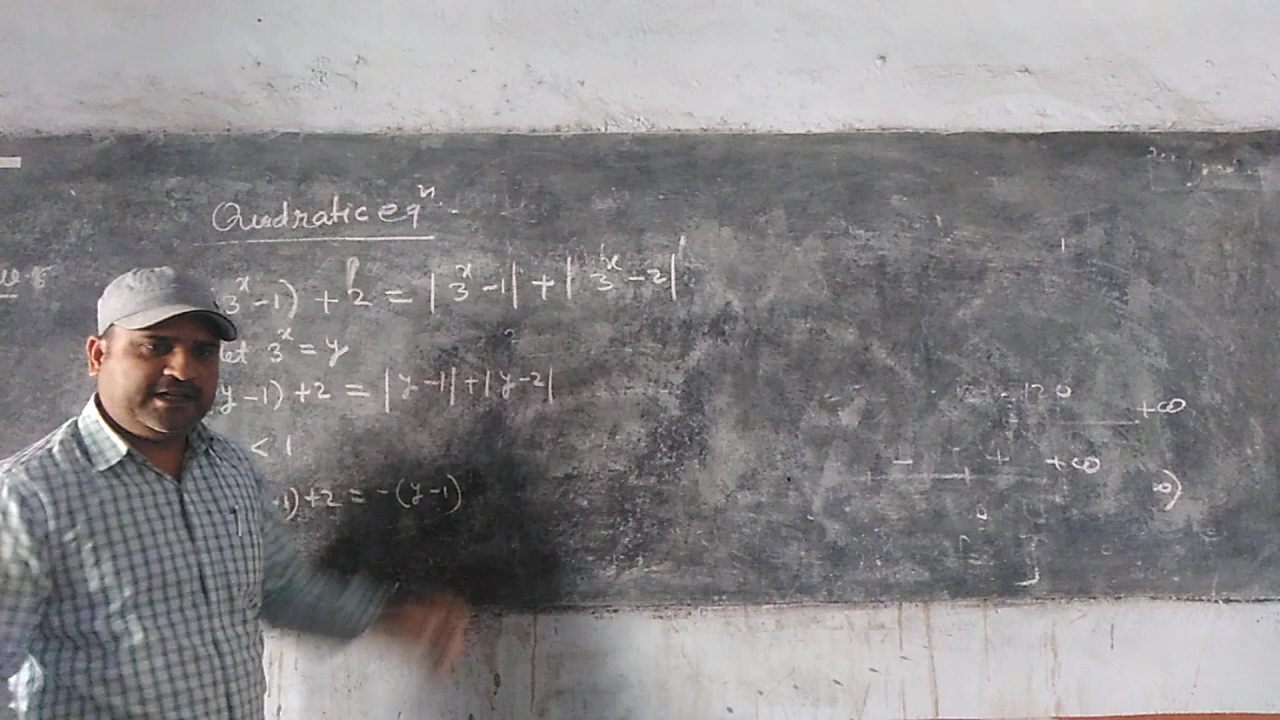 Quadratic eqⁿ.
3ˣ-1) + 2 = |3ˣ-1| + |3ˣ-2|
let 3ˣ = y
y-1) +2 = |y-1|+|y-2|
< 1
1)+2 = -(y-1)
+∞
- + +∞
∞)